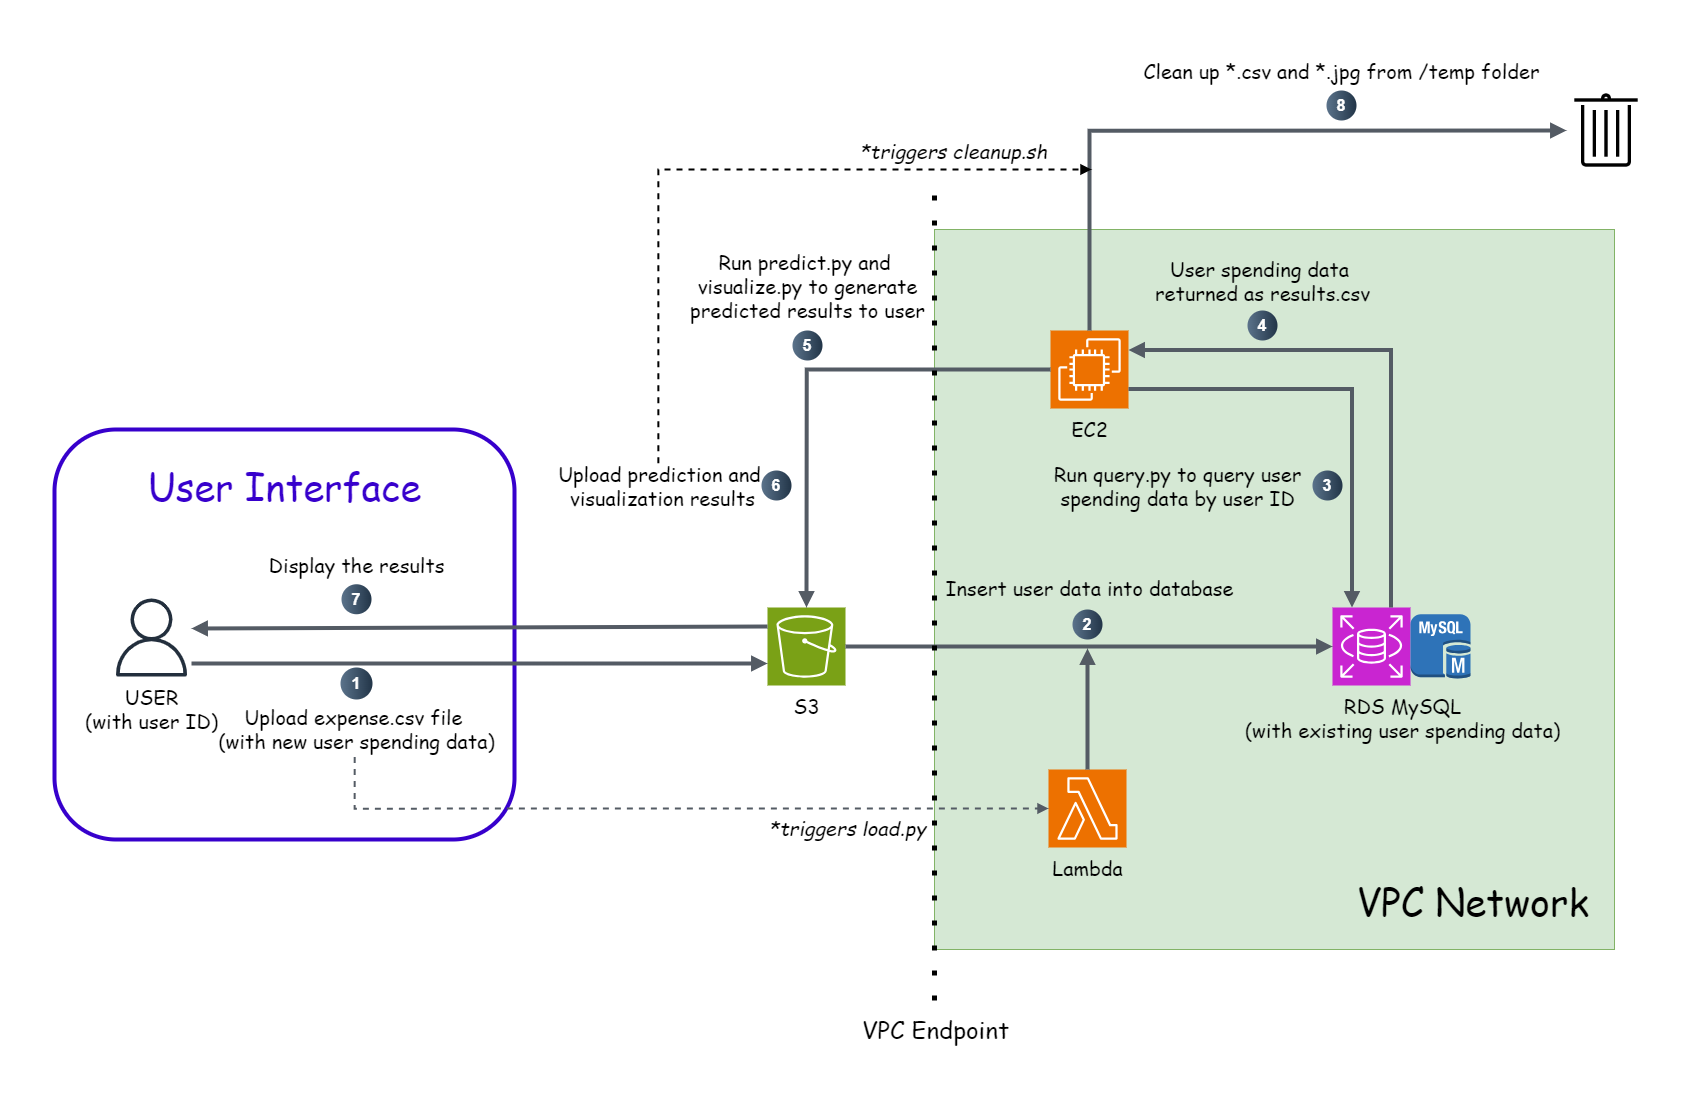 Clean up *.csv and *.jpg from /temp folder
8
*triggers cleanup.sh
Run predict.py and
visualize.py to generate
predicted results to user
5
User spending data
returned as results.csv
4
EC2
Upload prediction and
visualization results
6
Run query.py to query user
spending data by user ID
3
User Interface
Display the results
7
Insert user data into database
2
MySQL
M
1
USER
(with user ID)
Upload expense.csv file
(with new user spending data)
S3
RDS MySQL
(with existing user spending data)
*triggers load.py
Lambda
VPC Network
VPC Endpoint